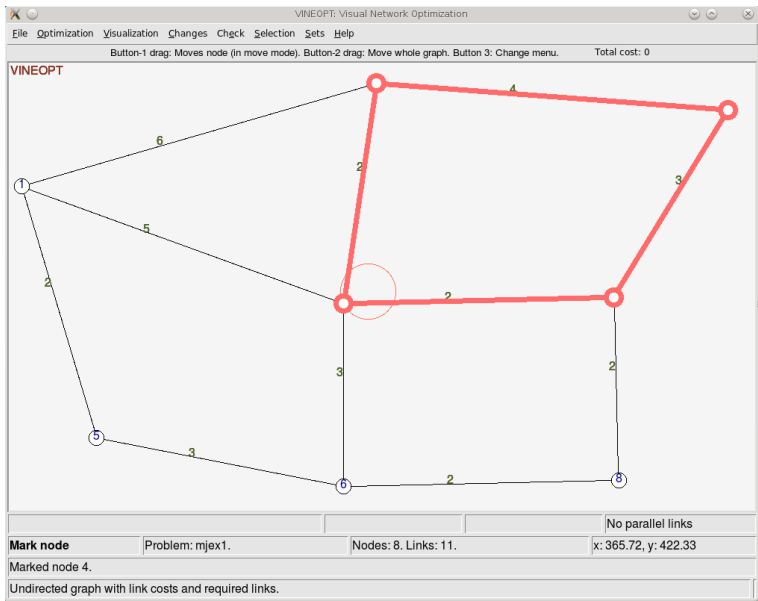 VINEOPT: Visual Network Optimization
File Optimization Visualization Changes Check Selection Sets Help
Button-1 drag: Moves node (in move mode). Button-2 drag: Move whole graph. Button 3: Change menu. Total cost: 0
VINEOPT
4
6
2
3
1
5
2
2
3
2
5
3
6
2
8
No parallel links
Mark node Problem: mjex1. Nodes: 8. Links: 11. x: 365.72, y: 422.33
Marked node 4.
Undirected graph with link costs and required links.